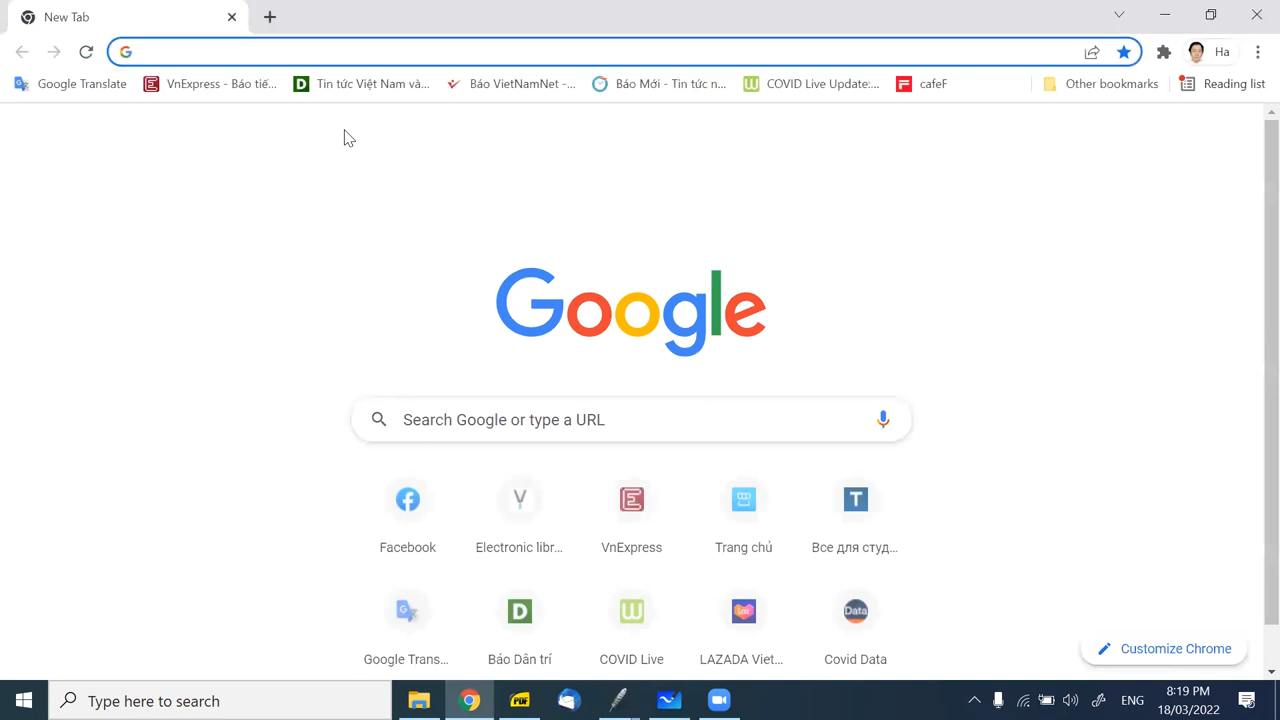 New Tab
Ha
Google Translate
VnExpress - Báo tiế...
Tin tức Việt Nam và...
Báo VietNamNet -...
Báo Mới - Tin tức n...
COVID Live Update:...
cafeF
Other bookmarks
Reading list
Google
Search Google or type a URL
Facebook
Electronic libr...
VnExpress
Trang chủ
Все для студ...
Google Trans...
Báo Dân trí
COVID Live
LAZADA Viet...
Covid Data
Customize Chrome
Type here to search
ENG
8:19 PM
18/03/2022